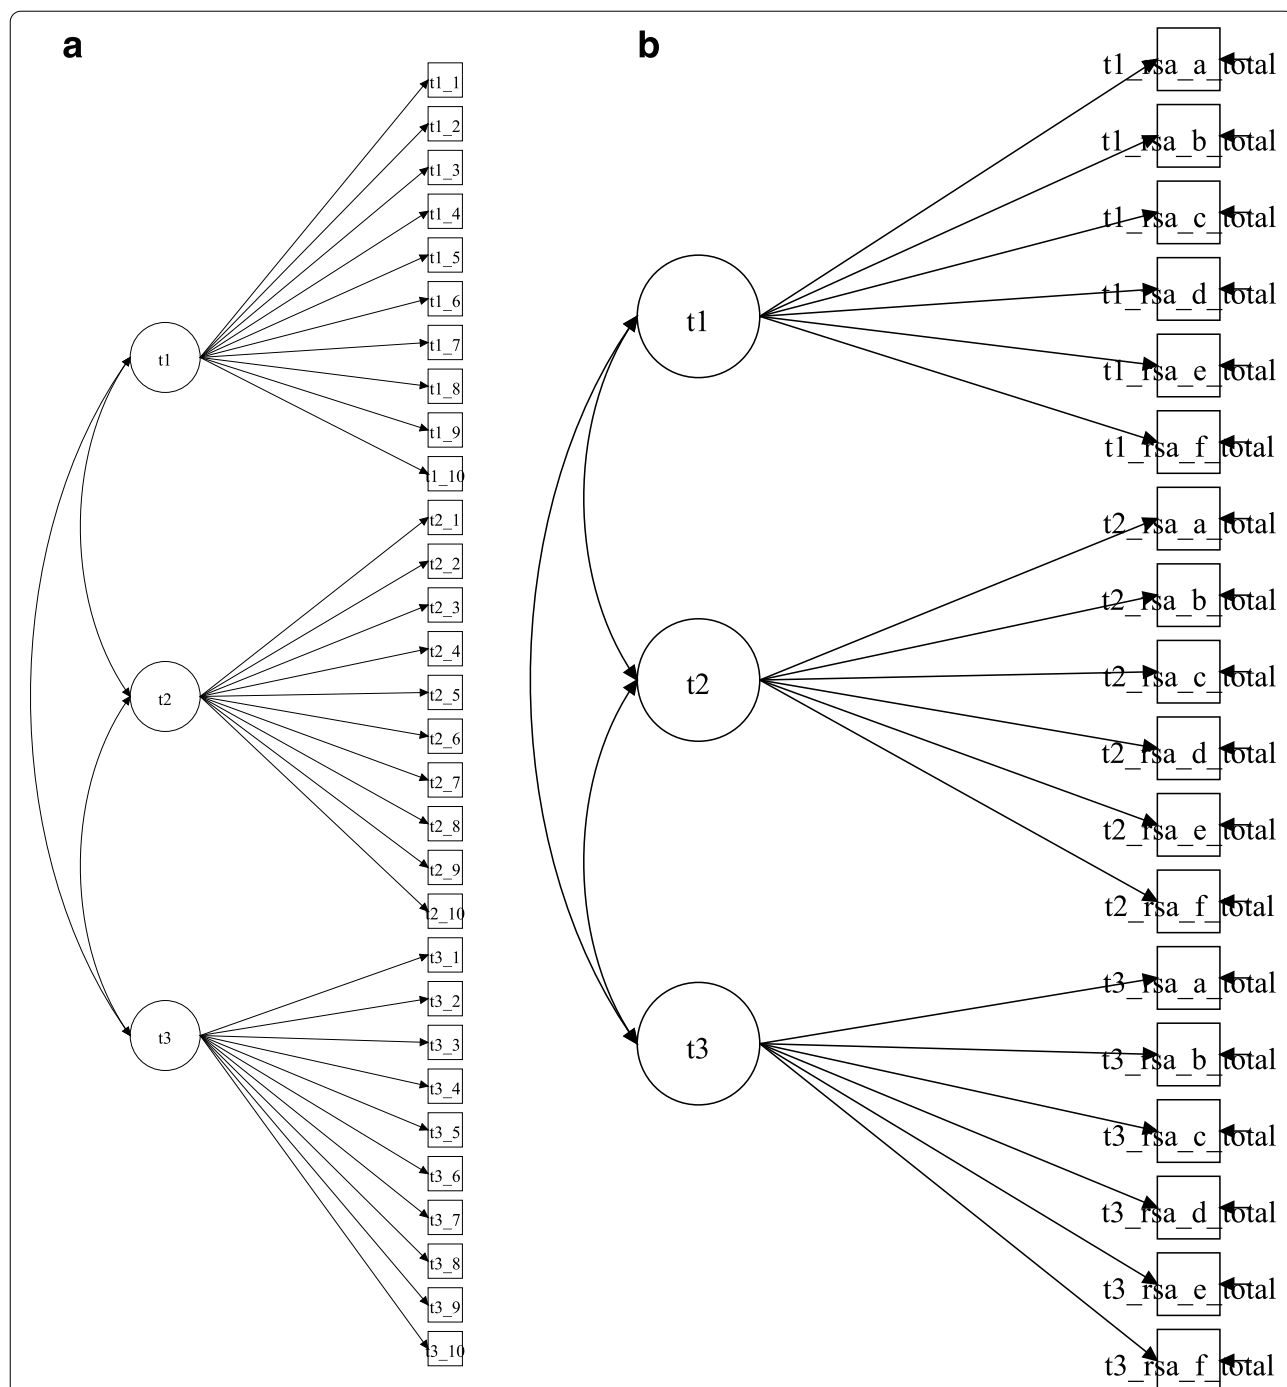 a
t1_1
t1_2
t1_3
t1_4
t1_5
t1_6
t1_7
t1_8
t1_9
t1_10
t1
t2_1
t2_2
t2_3
t2_4
t2_5
t2_6
t2_7
t2_8
t2_9
t2_10
t2
t3_1
t3_2
t3_3
t3_4
t3_5
t3_6
t3_7
t3_8
t3_9
t3_10
t3
b
t1_rsa_a_total
t1_rsa_b_total
t1_rsa_c_total
t1_rsa_d_total
t1_rsa_e_total
t1_rsa_f_total
t1
t2_rsa_a_total
t2_rsa_b_total
t2_rsa_c_total
t2_rsa_d_total
t2_rsa_e_total
t2_rsa_f_total
t2
t3_rsa_a_total
t3_rsa_b_total
t3_rsa_c_total
t3_rsa_d_total
t3_rsa_e_total
t3_rsa_f_total
t3